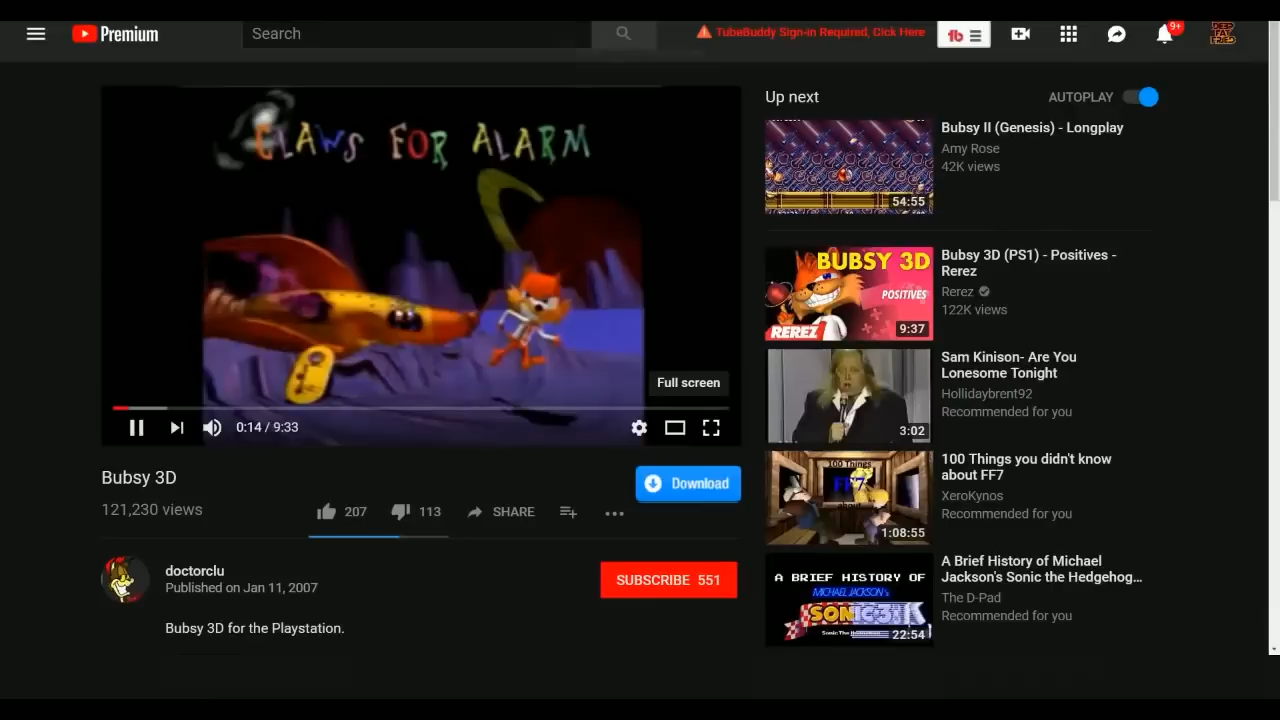 Premium
Search
TubeBuddy Sign-in Required, Click Here
tb
9+
CLAWS FOR ALARM
Full screen
0:14 / 9:33
Bubsy 3D
Download
121,230 views
207
113
SHARE
doctorclu
Published on Jan 11, 2007
SUBSCRIBE 551
Bubsy 3D for the Playstation.
Up next
AUTOPLAY
54:55
Bubsy II (Genesis) - Longplay
Amy Rose
42K views
BUBSY 3D
POSITIVES
REREZ
9:37
Bubsy 3D (PS1) - Positives -
Rerez
Rerez
122K views
3:02
Sam Kinison- Are You
Lonesome Tonight
Hollidaybrent92
Recommended for you
100 Things
FF7
1:08:55
100 Things you didn't know
about FF7
XeroKynos
Recommended for you
A BRIEF HISTORY OF
MICHAEL JACKSON'S
SONIC
22:54
A Brief History of Michael
Jackson's Sonic the Hedgehog...
The D-Pad
Recommended for you